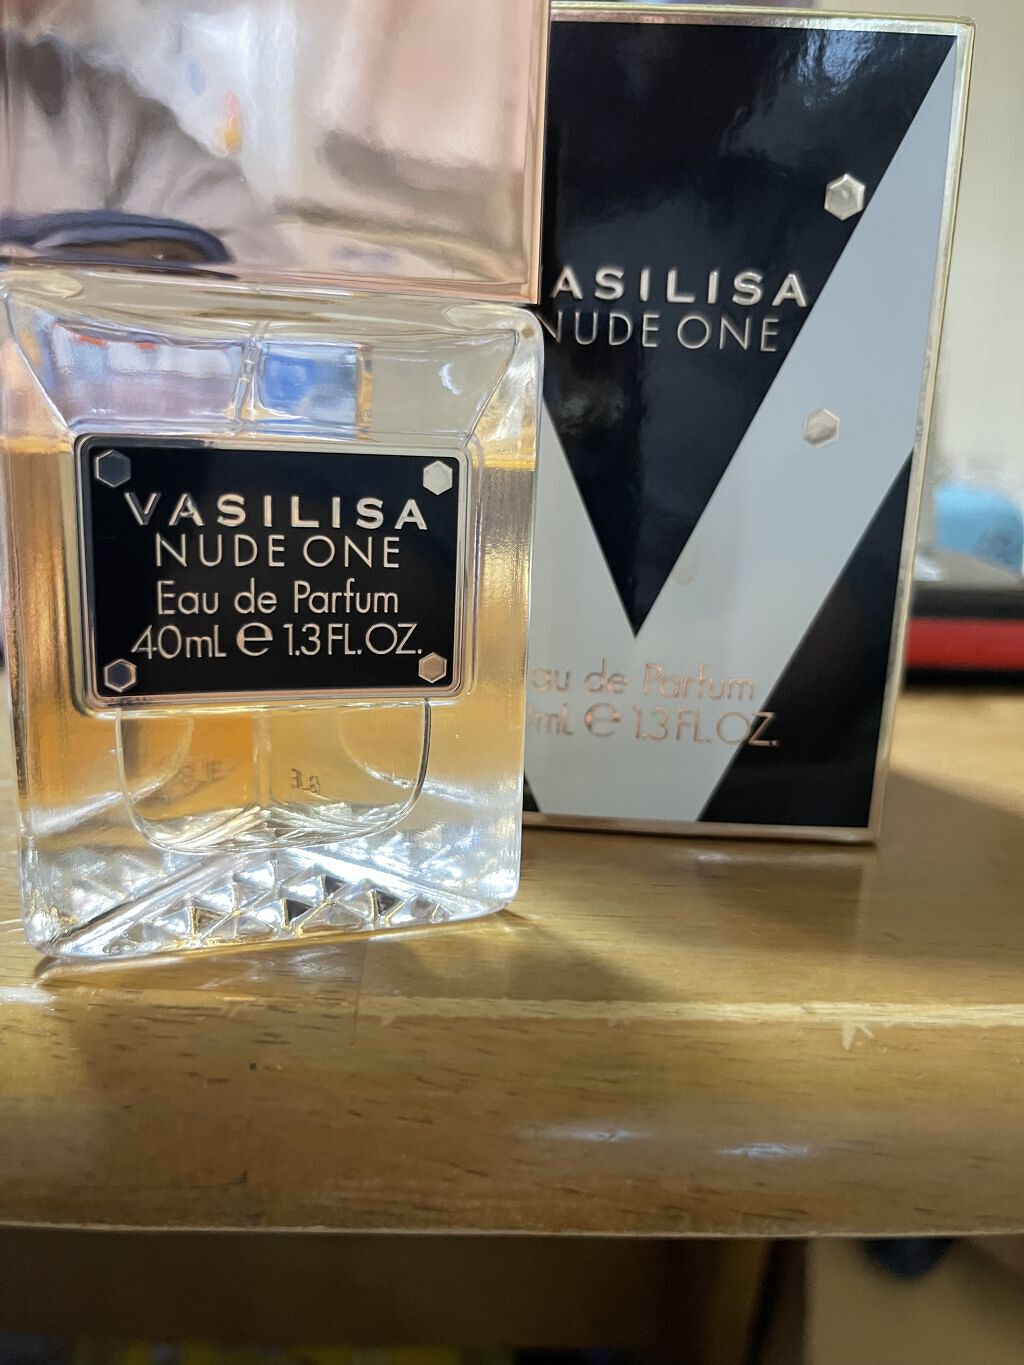 VASILISA
NUDE ONE
Eau de Parfum
40mL e 1.3 FL.OZ.
ASILISA
NUDE ONE
au de Parfum
mL e 1.3 FL.OZ.